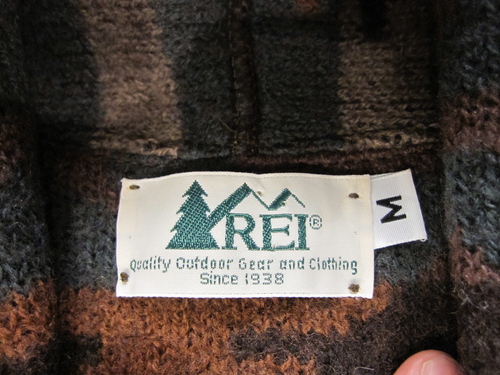 REI®
Quality Outdoor Gear and Clothing
Since 1938
M